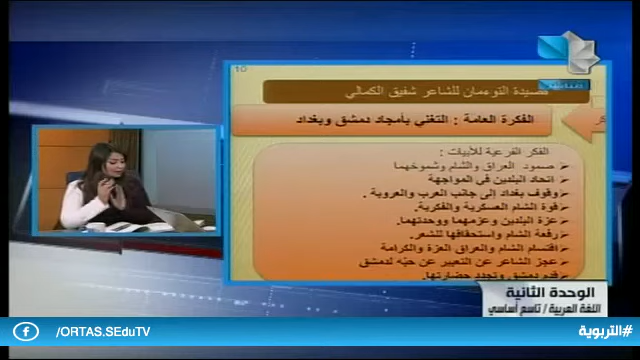 10
مباشر
قصيدة التوءمان للشاعر شفيق الكمالي
الفكرة العامة : التغني بأمجاد دمشق وبغداد
الفكر الفرعية للأبيات :
صمود العراق والشام وشموخهما
اتحاد البلدين في المواجهة
وقوف بغداد إلى جانب العرب والعروبة .
قوة الشام العسكرية والفكرية.
عزة البلدين وعزمهما ووحدتهما.
رفعة الشام واستحقاقها للشعر.
اقتسام الشام والعراق العزة والكرامة
عجز الشاعر عن التعبير عن حبّه لدمشق
قدم دمشق وتجدد حضارتها.
الوحدة الثانية
اللغة العربية / تاسع أساسي
/ORTAS.SEduTV
#التربوية